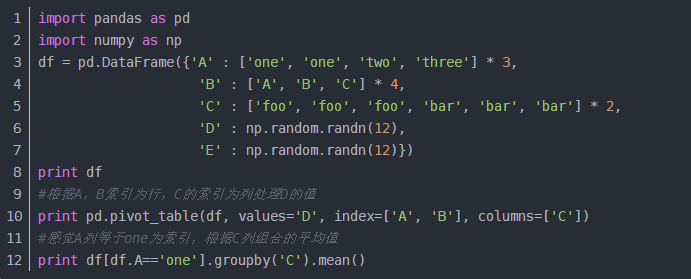 1 import pandas as pd
2 import numpy as np
3 df = pd.DataFrame({'A' : ['one', 'one', 'two', 'three'] * 3,
4 'B' : ['A', 'B', 'C'] * 4,
5 'C' : ['foo', 'foo', 'foo', 'bar', 'bar', 'bar'] * 2,
6 'D' : np.random.randn(12),
7 'E' : np.random.randn(12)})
8 print df
9 #根据A，B索引为行，C的索引为列处理D的值
10 print pd.pivot_table(df, values='D', index=['A', 'B'], columns=['C'])
11 #感觉A列等于one为索引，根据C列组合的平均值
12 print df[df.A=='one'].groupby('C').mean()